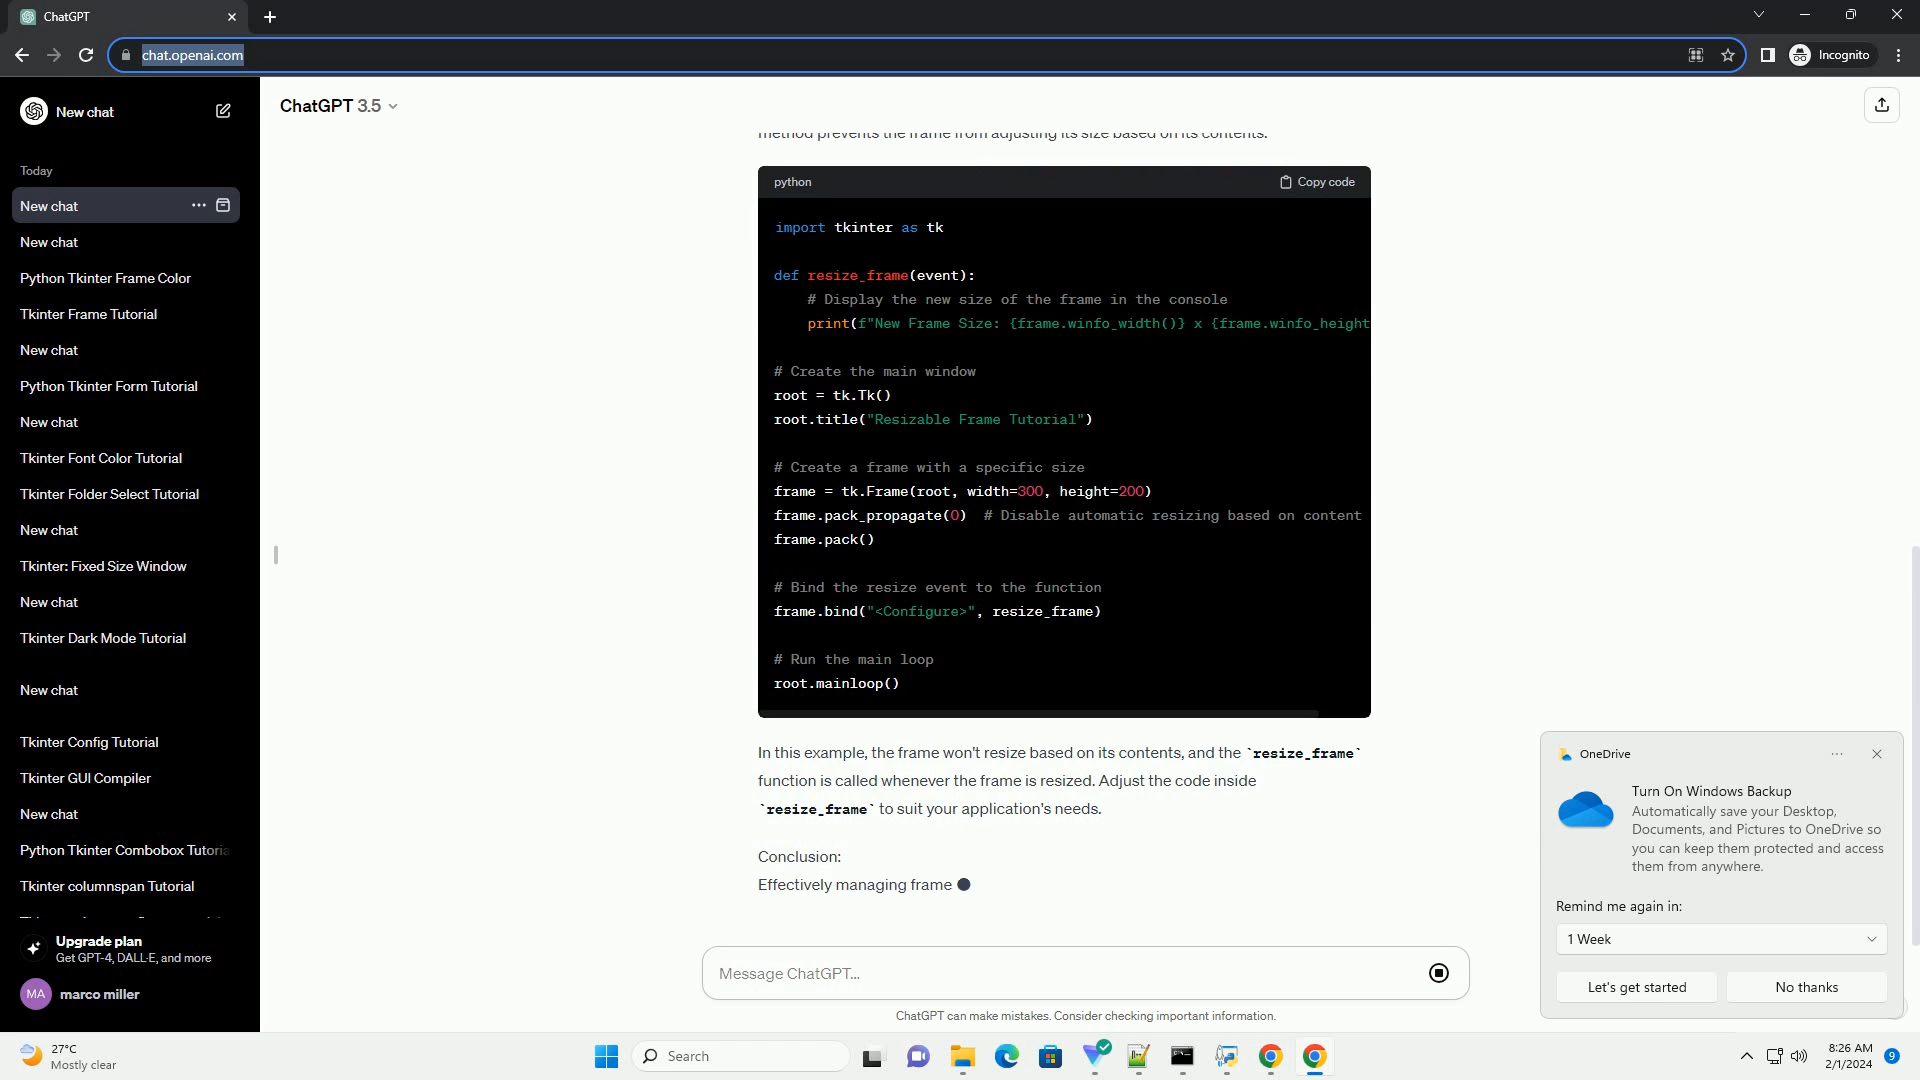 ChatGPT
chat.openai.com
Incognito
New chat
ChatGPT 3.5
Today
New chat
New chat
Python Tkinter Frame Color
Tkinter Frame Tutorial
New chat
Python Tkinter Form Tutorial
New chat
Tkinter Font Color Tutorial
Tkinter Folder Select Tutorial
New chat
Tkinter: Fixed Size Window
New chat
Tkinter Dark Mode Tutorial
New chat
Tkinter Config Tutorial
Tkinter GUI Compiler
New chat
Python Tkinter Combobox Tutoria
Tkinter columnspan Tutorial
Upgrade plan
Get GPT-4, DALL·E, and more
MA marco miller
method prevents the frame from adjusting its size based on its contents.
python Copy code
import tkinter as tk
def resize_frame(event):
# Display the new size of the frame in the console
print(f"New Frame Size: {frame.winfo_width()} x {frame.winfo_height
# Create the main window
root = tk.Tk()
root.title("Resizable Frame Tutorial")
# Create a frame with a specific size
frame = tk.Frame(root, width=300, height=200)
frame.pack_propagate(0)  # Disable automatic resizing based on content
frame.pack()
# Bind the resize event to the function
frame.bind("<Configure>", resize_frame)
# Run the main loop
root.mainloop()
In this example, the frame won't resize based on its contents, and the `resize_frame`
function is called whenever the frame is resized. Adjust the code inside
`resize_frame` to suit your application's needs.
Conclusion:
Effectively managing frame
Message ChatGPT...
ChatGPT can make mistakes. Consider checking important information.
OneDrive
Turn On Windows Backup
Automatically save your Desktop,
Documents, and Pictures to OneDrive so
you can keep them protected and access
them from anywhere.
Remind me again in:
1 Week
Let's get started
No thanks
27°C
Mostly clear
Search
8:26 AM
2/1/2024
9